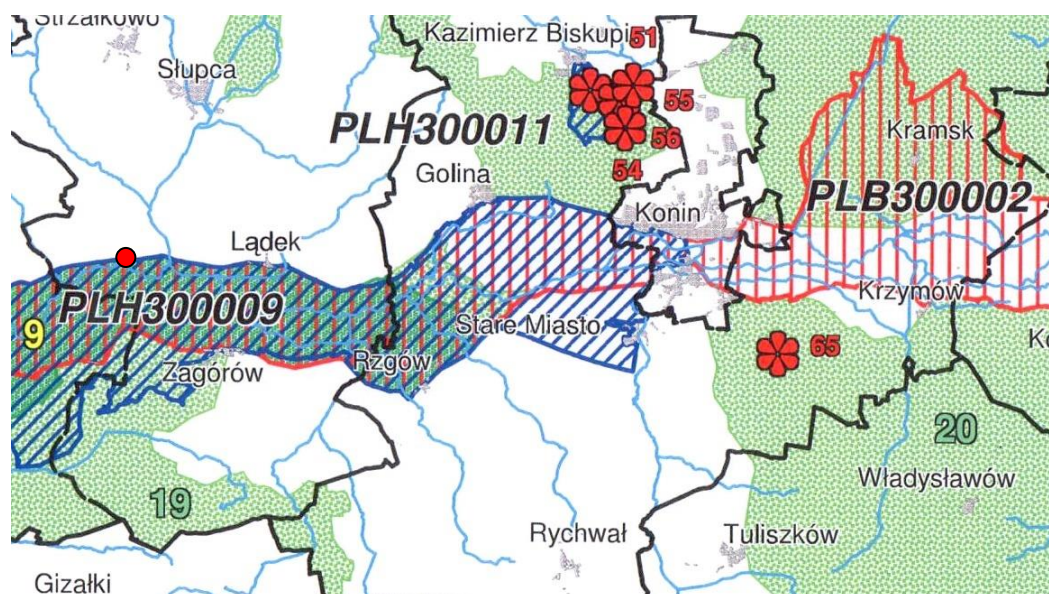 Strzałkowo
Kazimierz Biskupi
51
Słupca
55
PLH300011
56
Kramsk
54
Golina
PLB300002
Konin
Lądek
PLH300009
Krzymów
9
Stare Miasto
65
Zagórów
Rzgów
20
Władysławów
19
Rychwał
Tuliszków
Gizałki